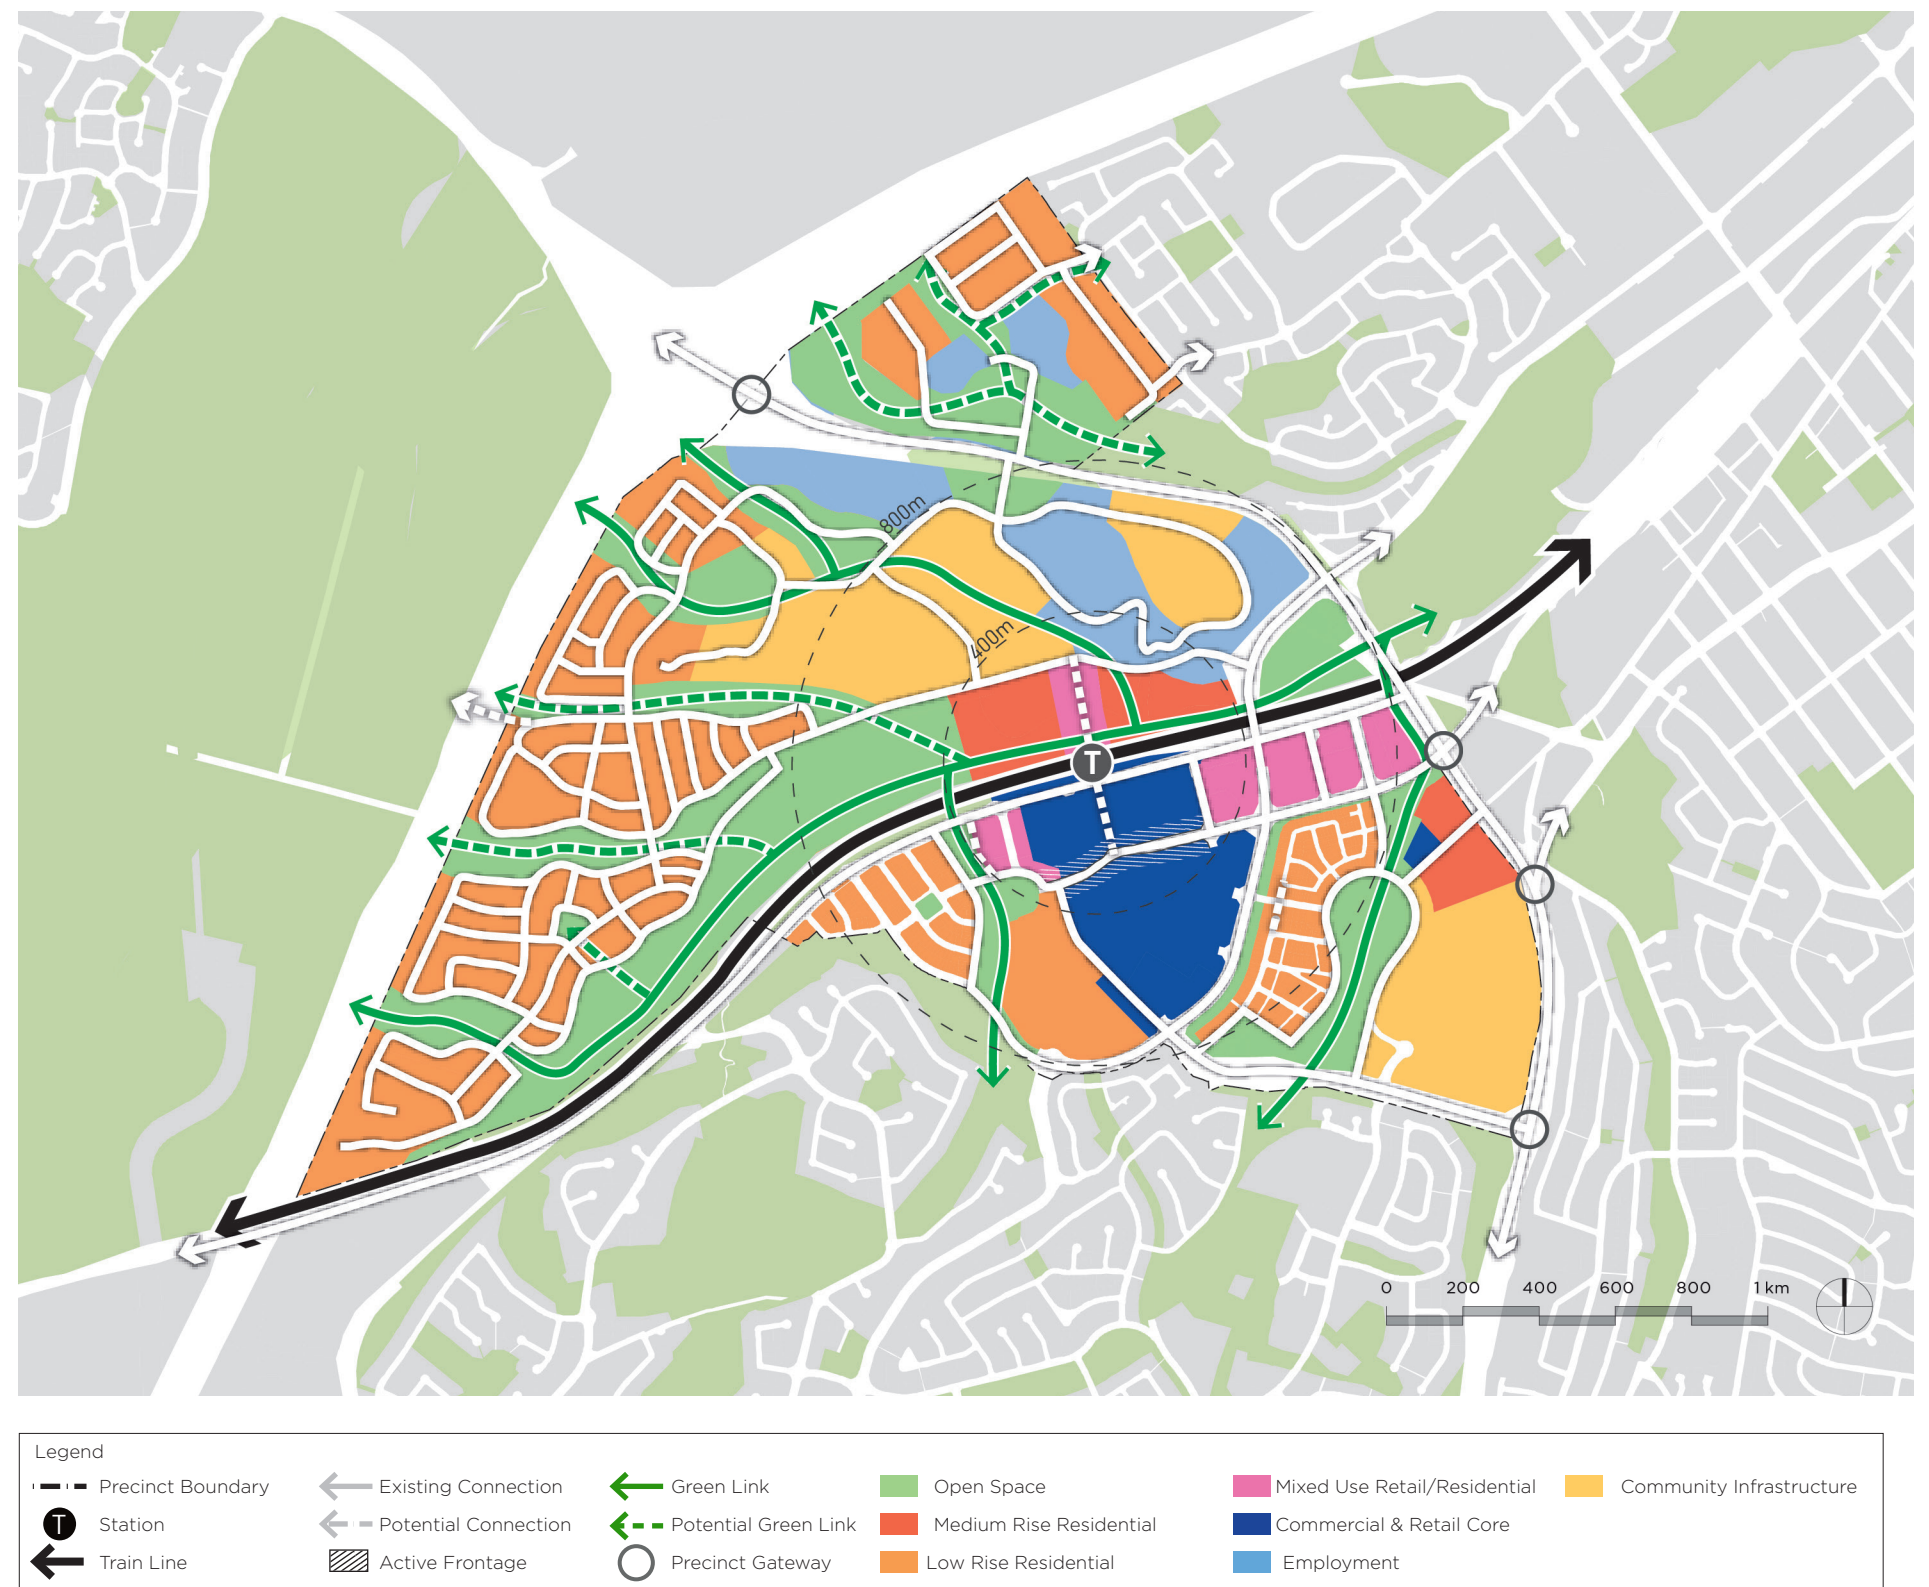 800m
400m
T
0 200 400 600 800 1 km
Legend
Precinct Boundary
Existing Connection
Green Link
Open Space
Mixed Use Retail/Residential
Community Infrastructure
T
Station
Potential Connection
Potential Green Link
Medium Rise Residential
Commercial & Retail Core
Train Line
Active Frontage
Precinct Gateway
Low Rise Residential
Employment